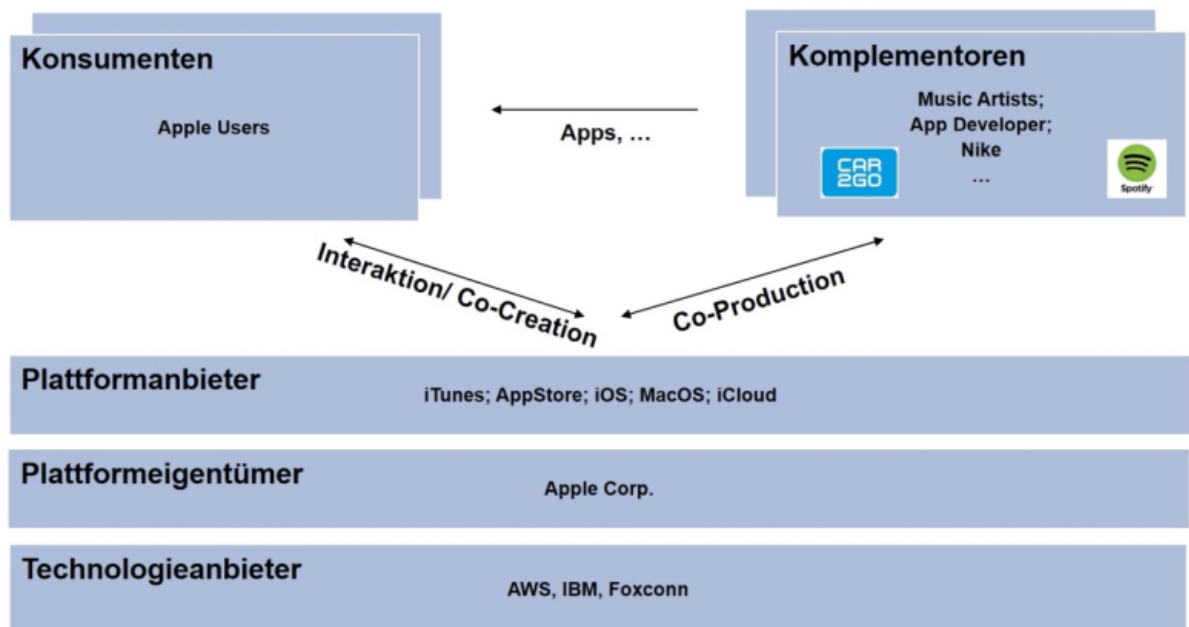 Konsumenten
Apple Users
Apps, …
Komplementoren
Music Artists;
App Developer;
Nike
…
CAR
2GO
Spotify
Interaktion/ Co-Creation
Co-Production
Plattformanbieter
iTunes; AppStore; iOS; MacOS; iCloud
Plattformeigentümer
Apple Corp.
Technologieanbieter
AWS, IBM, Foxconn